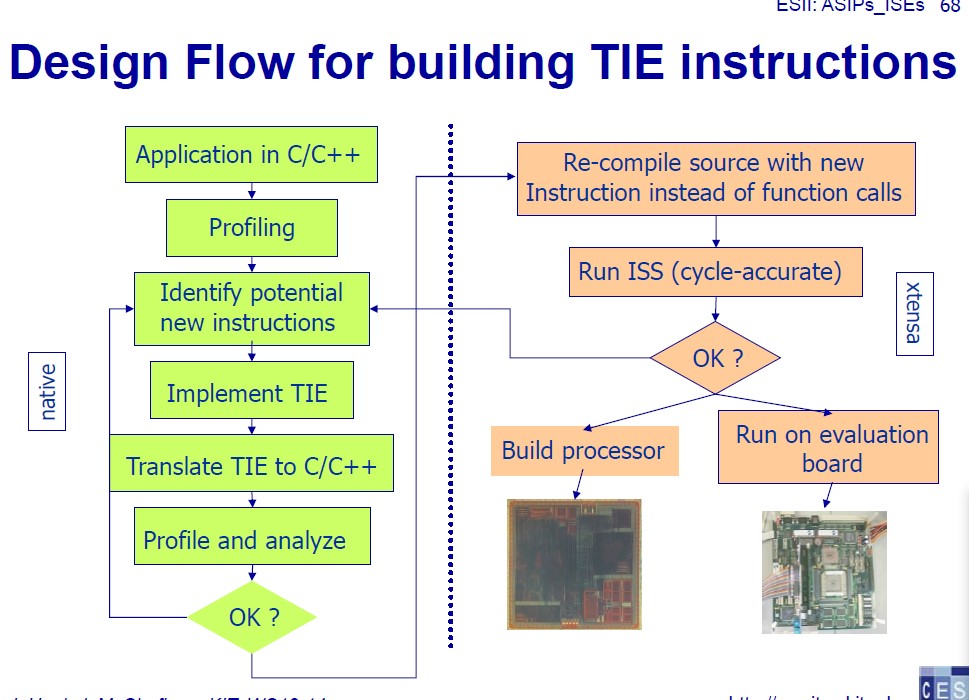 ESII: ASIPs_ISEs 68
Design Flow for building TIE instructions
Application in C/C++
Profiling
Identify potential
new instructions
Implement TIE
Translate TIE to C/C++
Profile and analyze
OK ?
native
Re-compile source with new
Instruction instead of function calls
Run ISS (cycle-accurate)
OK ?
xtensa
Build processor
Run on evaluation
board
CES